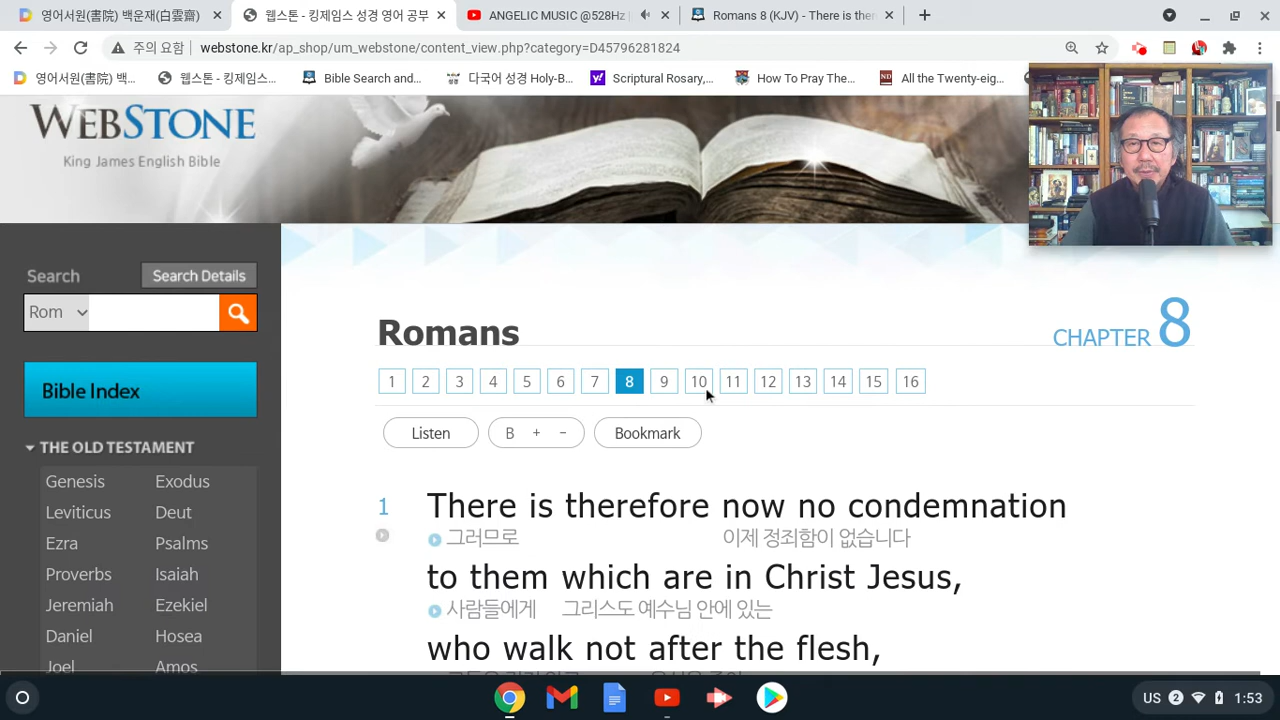 영어서원(書院) 백운재(白雲齋)
웹스톤 - 킹제임스 성경 영어 공부
ANGELIC MUSIC @528Hz |
Romans 8 (KJV) - There is ther
주의 요함
webstone.kr/ap_shop/um_webstone/content_view.php?category=D45796281824
영어서원(書院) 백...
웹스톤 - 킹제임스...
Bible Search and...
다국어 성경 Holy-B...
Scriptural Rosary,...
How To Pray The...
All the Twenty-eig...
WEBSTONE
King James English Bible
Search
Search Details
Rom
Bible Index
THE OLD TESTAMENT
Genesis Exodus
Leviticus Deut
Ezra Psalms
Proverbs Isaiah
Jeremiah Ezekiel
Daniel Hosea
Joel Amos
Romans
CHAPTER 8
1 2 3 4 5 6 7 8 9 10 11 12 13 14 15 16
Listen B + − Bookmark
1 There is therefore now no condemnation
그러므로 이제 정죄함이 없습니다
to them which are in Christ Jesus,
사람들에게 그리스도 예수님 안에 있는
who walk not after the flesh,
US 2 1:53